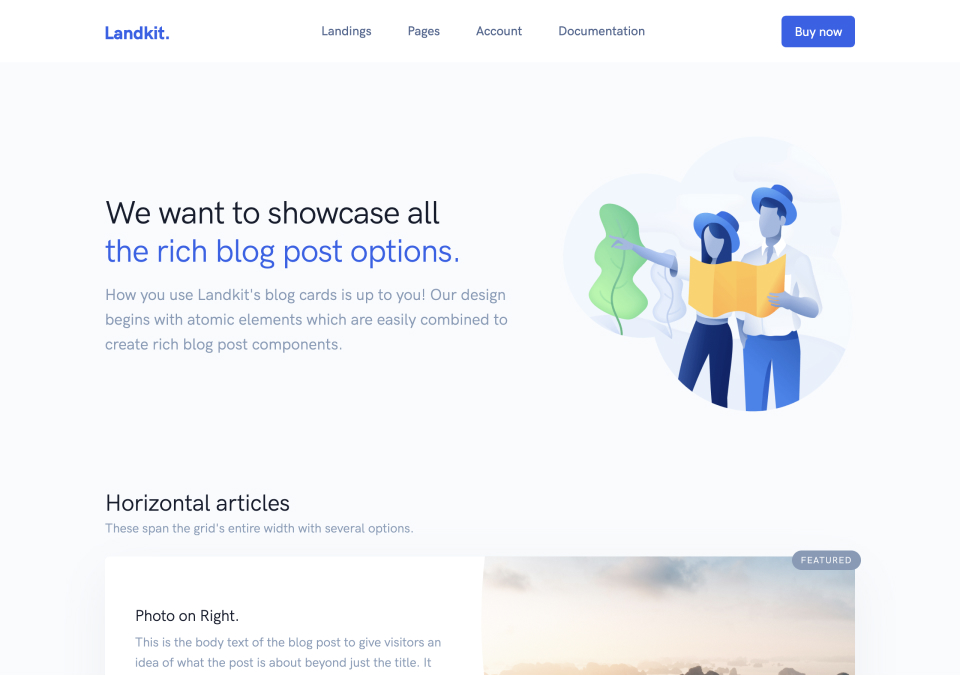 Landkit.
Landings
Pages
Account
Documentation
Buy now
We want to showcase all
the rich blog post options.
How you use Landkit's blog cards is up to you! Our design
begins with atomic elements which are easily combined to
create rich blog post components.
Horizontal articles
These span the grid's entire width with several options.
FEATURED
Photo on Right.
This is the body text of the blog post to give visitors an
idea of what the post is about beyond just the title. It